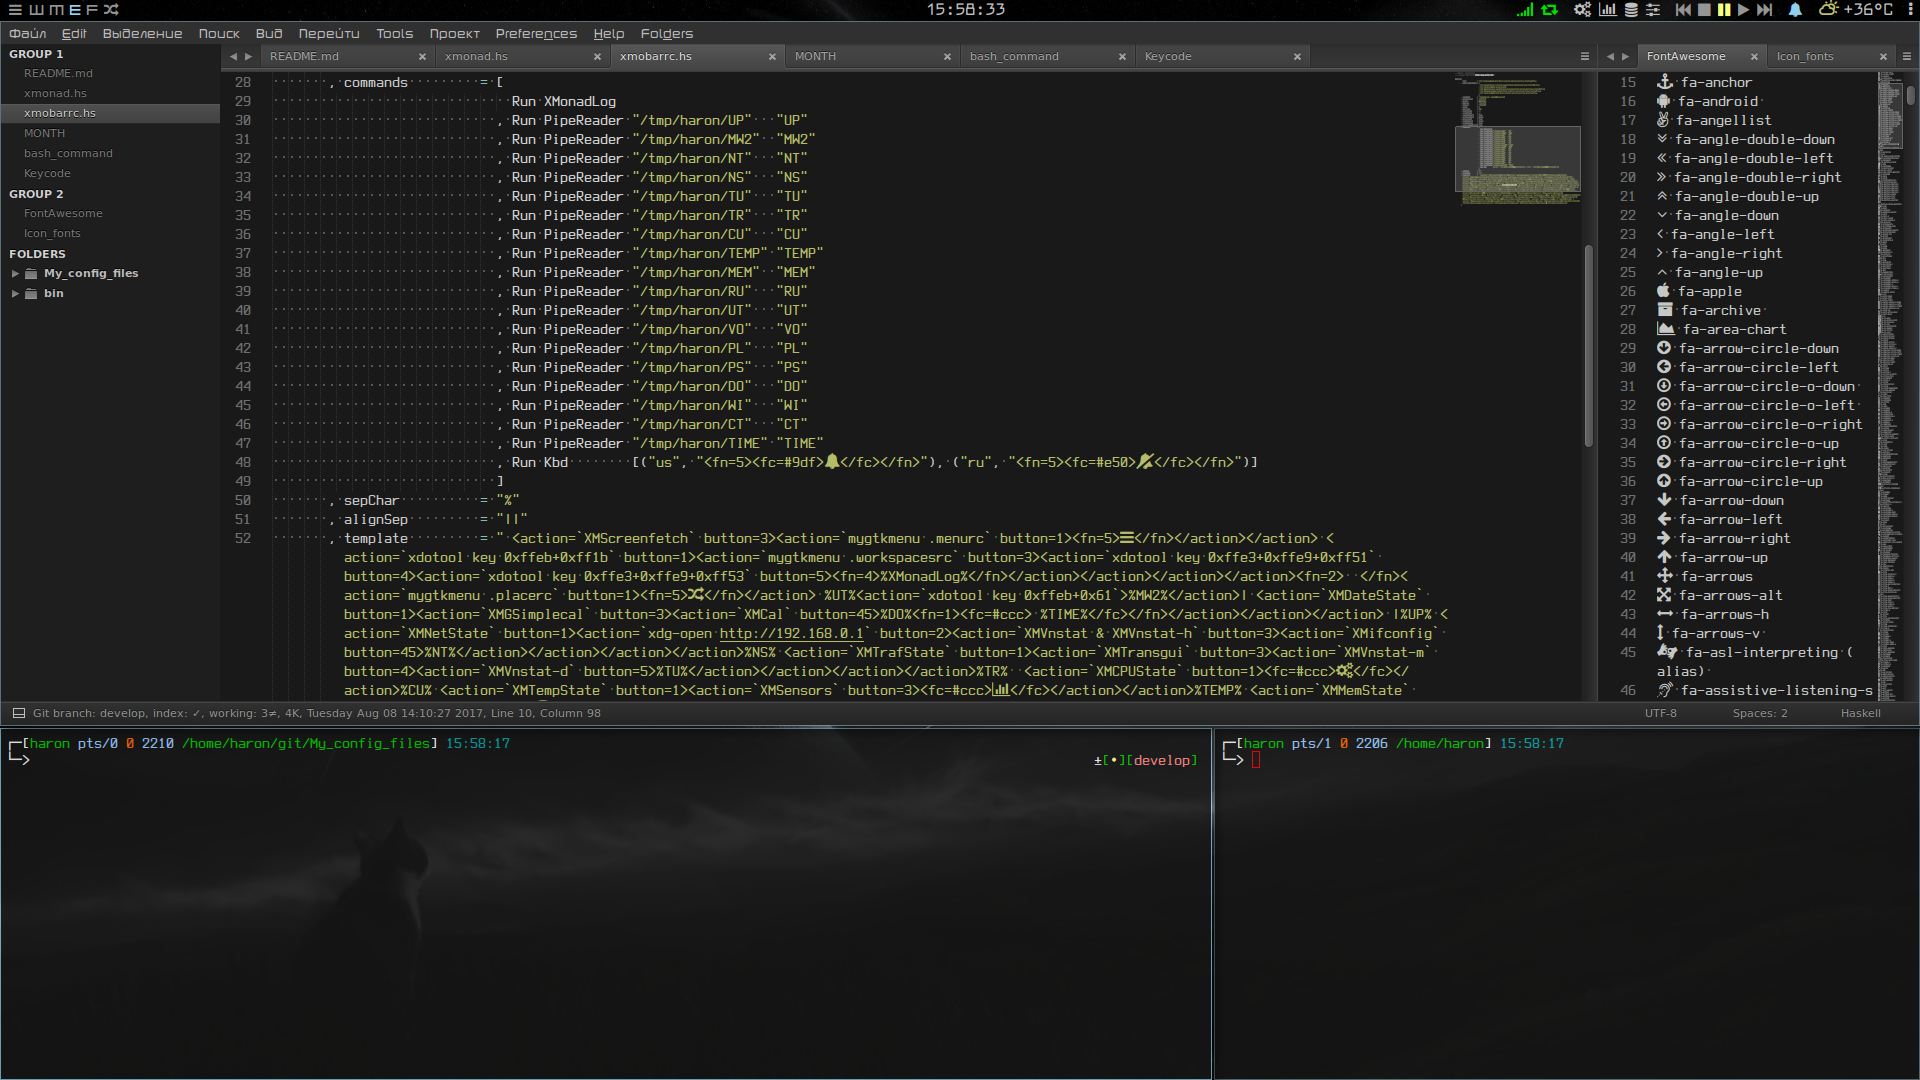 Ш M E F
15:58:33
+36°C
Файл Edit Выделение Поиск Вид Перейти Tools Проект Preferences Help Folders
GROUP 1
README.md
xmonad.hs
xmobarrc.hs
MONTH
bash_command
Keycode
GROUP 2
FontAwesome
Icon_fonts
FOLDERS
My_config_files
bin
README.md × xmonad.hs × xmobarrc.hs × MONTH × bash_command × Keycode ×
28 , commands = [
29 Run XMonadLog
30 , Run PipeReader "/tmp/haron/UP" "UP"
31 , Run PipeReader "/tmp/haron/MW2" "MW2"
32 , Run PipeReader "/tmp/haron/NT" "NT"
33 , Run PipeReader "/tmp/haron/NS" "NS"
34 , Run PipeReader "/tmp/haron/TU" "TU"
35 , Run PipeReader "/tmp/haron/TR" "TR"
36 , Run PipeReader "/tmp/haron/CU" "CU"
37 , Run PipeReader "/tmp/haron/TEMP" "TEMP"
38 , Run PipeReader "/tmp/haron/MEM" "MEM"
39 , Run PipeReader "/tmp/haron/RU" "RU"
40 , Run PipeReader "/tmp/haron/UT" "UT"
41 , Run PipeReader "/tmp/haron/VO" "VO"
42 , Run PipeReader "/tmp/haron/PL" "PL"
43 , Run PipeReader "/tmp/haron/PS" "PS"
44 , Run PipeReader "/tmp/haron/DO" "DO"
45 , Run PipeReader "/tmp/haron/WI" "WI"
46 , Run PipeReader "/tmp/haron/CT" "CT"
47 , Run PipeReader "/tmp/haron/TIME" "TIME"
48 , Run Kbd [("us", "<fn=5><fc=#9df></fc></fn>"), ("ru", "<fn=5><fc=#e50></fc></fn>")]
49 ]
50 , sepChar = "%"
51 , alignSep = "||"
52 , template = " <action=`XMScreenfetch` button=3><action=`mygtkmenu .menurc` button=1><fn=5></fn></action></action> <
action=`xdotool key 0xffeb+0xff1b` button=1><action=`mygtkmenu .workspacesrc` button=3><action=`xdotool key 0xffe3+0xffe9+0xff51`
button=4><action=`xdotool key 0xffe3+0xffe9+0xff53` button=5><fn=4>%XMonadLog%</fn></action></action></action></action><fn=2>  </fn><
action=`mygtkmenu .placerc` button=1><fn=5></fn></action> %UT%<action=`xdotool key 0xffeb+0x61`>%MW2%</action>| <action=`XMDateState`
button=1><action=`XMGSimplecal` button=3><action=`XMCal` button=45>%DO%<fn=1><fc=#ccc> %TIME%</fc></fn></action></action></action> |%UP% <
action=`XMNetState` button=1><action=`xdg-open http://192.168.0.1` button=2><action=`XMVnstat & XMVnstat-h` button=3><action=`XMifconfig`
button=45>%NT%</action></action></action></action>%NS% <action=`XMTrafState` button=1><action=`XMTransgui` button=3><action=`XMVnstat-m`
button=4><action=`XMVnstat-d` button=5>%TU%</action></action></action></action>%TR%  <action=`XMCPUState` button=1><fc=#ccc></fc></
action>%CU% <action=`XMTempState` button=1><action=`XMSensors` button=3><fc=#ccc></fc></action></action>%TEMP% <action=`XMMemState`
FontAwesome × Icon_fonts ×
15 fa-anchor
16 fa-android
17 fa-angellist
18 fa-angle-double-down
19 fa-angle-double-left
20 fa-angle-double-right
21 fa-angle-double-up
22 fa-angle-down
23 fa-angle-left
24 fa-angle-right
25 fa-angle-up
26 fa-apple
27 fa-archive
28 fa-area-chart
29 fa-arrow-circle-down
30 fa-arrow-circle-left
31 fa-arrow-circle-o-down
32 fa-arrow-circle-o-left
33 fa-arrow-circle-o-right
34 fa-arrow-circle-o-up
35 fa-arrow-circle-right
36 fa-arrow-circle-up
37 fa-arrow-down
38 fa-arrow-left
39 fa-arrow-right
40 fa-arrow-up
41 fa-arrows
42 fa-arrows-alt
43 fa-arrows-h
44 fa-arrows-v
45 fa-asl-interpreting (
alias)
46 fa-assistive-listening-s
Git branch: develop, index: ✓, working: 3≠, 4K, Tuesday Aug 08 14:10:27 2017, Line 10, Column 98
UTF-8 Spaces: 2 Haskell
┌─[haron pts/0 0 2210 /home/haron/git/My_config_files] 15:58:17
└─> ±[•][develop]
┌─[haron pts/1 0 2206 /home/haron] 15:58:17
└─>